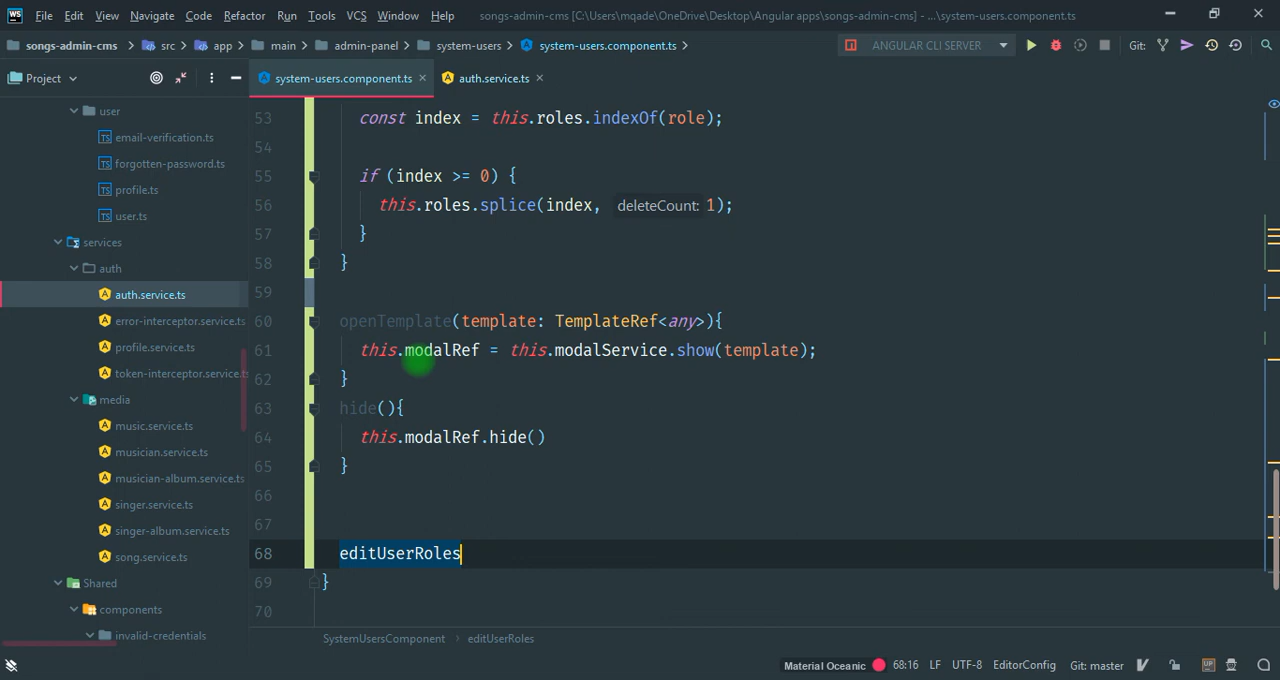 WS File Edit View Navigate Code Refactor Run Tools VCS Window Help songs-admin-cms [C:\Users\mqade\OneDrive\Desktop\Angular apps\songs-admin-cms] - ...\system-users.component.ts
songs-admin-cms src app main admin-panel system-users system-users.component.ts ANGULAR CLI SERVER Git:
Project system-users.component.ts auth.service.ts
user
TS email-verification.ts
TS forgotten-password.ts
TS profile.ts
TS user.ts
services
auth
auth.service.ts
error-interceptor.service.ts
profile.service.ts
token-interceptor.service.ts
media
music.service.ts
musician.service.ts
musician-album.service.ts
singer.service.ts
singer-album.service.ts
song.service.ts
Shared
components
invalid-credentials
53 const index = this.roles.indexOf(role);
54
55 if (index >= 0) {
56 this.roles.splice(index, deleteCount: 1);
57 }
58 }
59
60 openTemplate(template: TemplateRef<any>){
61 this.modalRef = this.modalService.show(template);
62 }
63 hide(){
64 this.modalRef.hide()
65 }
66
67
68 editUserRoles
69 }
70
SystemUsersComponent editUserRoles
Material Oceanic 68:16 LF UTF-8 EditorConfig Git: master UP